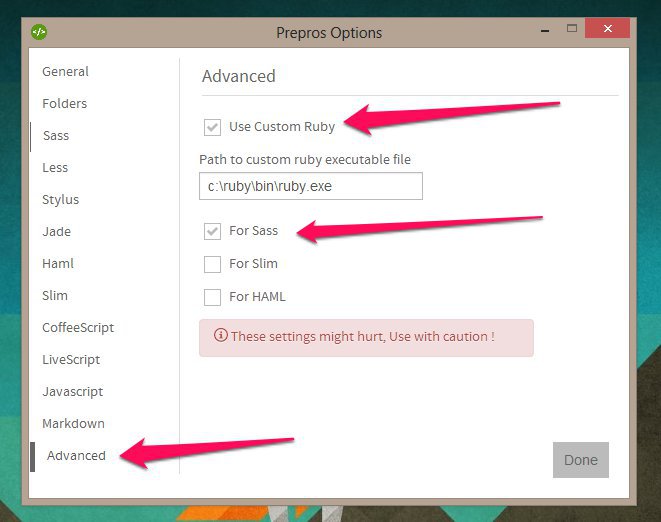 Prepros Options
General
Folders
Sass
Less
Stylus
Jade
Haml
Slim
CoffeeScript
LiveScript
Javascript
Markdown
Advanced
Advanced
Use Custom Ruby
Path to custom ruby executable file
c:\ruby\bin\ruby.exe
For Sass
For Slim
For HAML
These settings might hurt, Use with caution !
Done